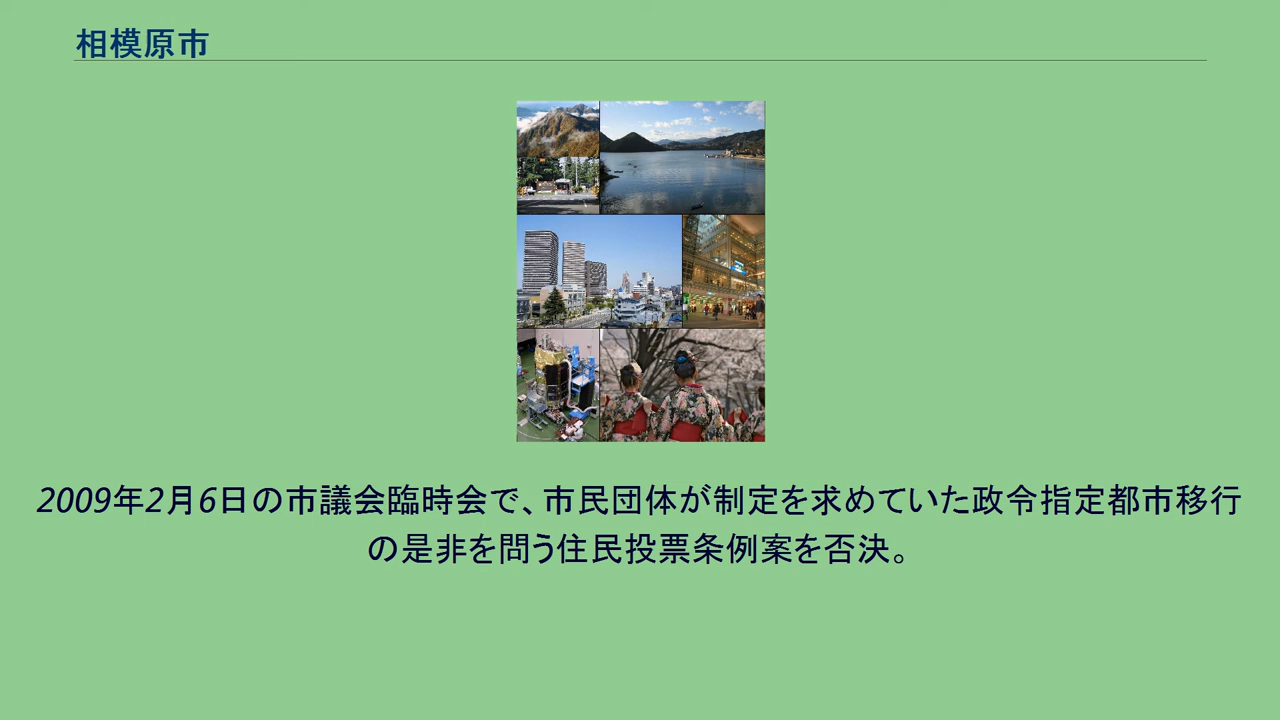 相模原市
2009年2月6日の市議会臨時会で、市民団体が制定を求めていた政令指定都市移行
の是非を問う住民投票条例案を否決。